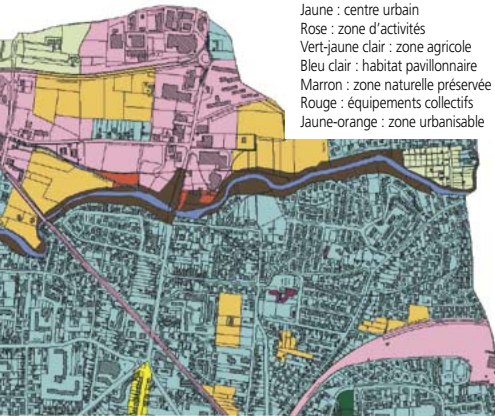 Jaune : centre urbain
Rose : zone d’activités
Vert-jaune clair : zone agricole
Bleu clair : habitat pavillonnaire
Marron : zone naturelle préservée
Rouge : équipements collectifs
Jaune-orange : zone urbanisable